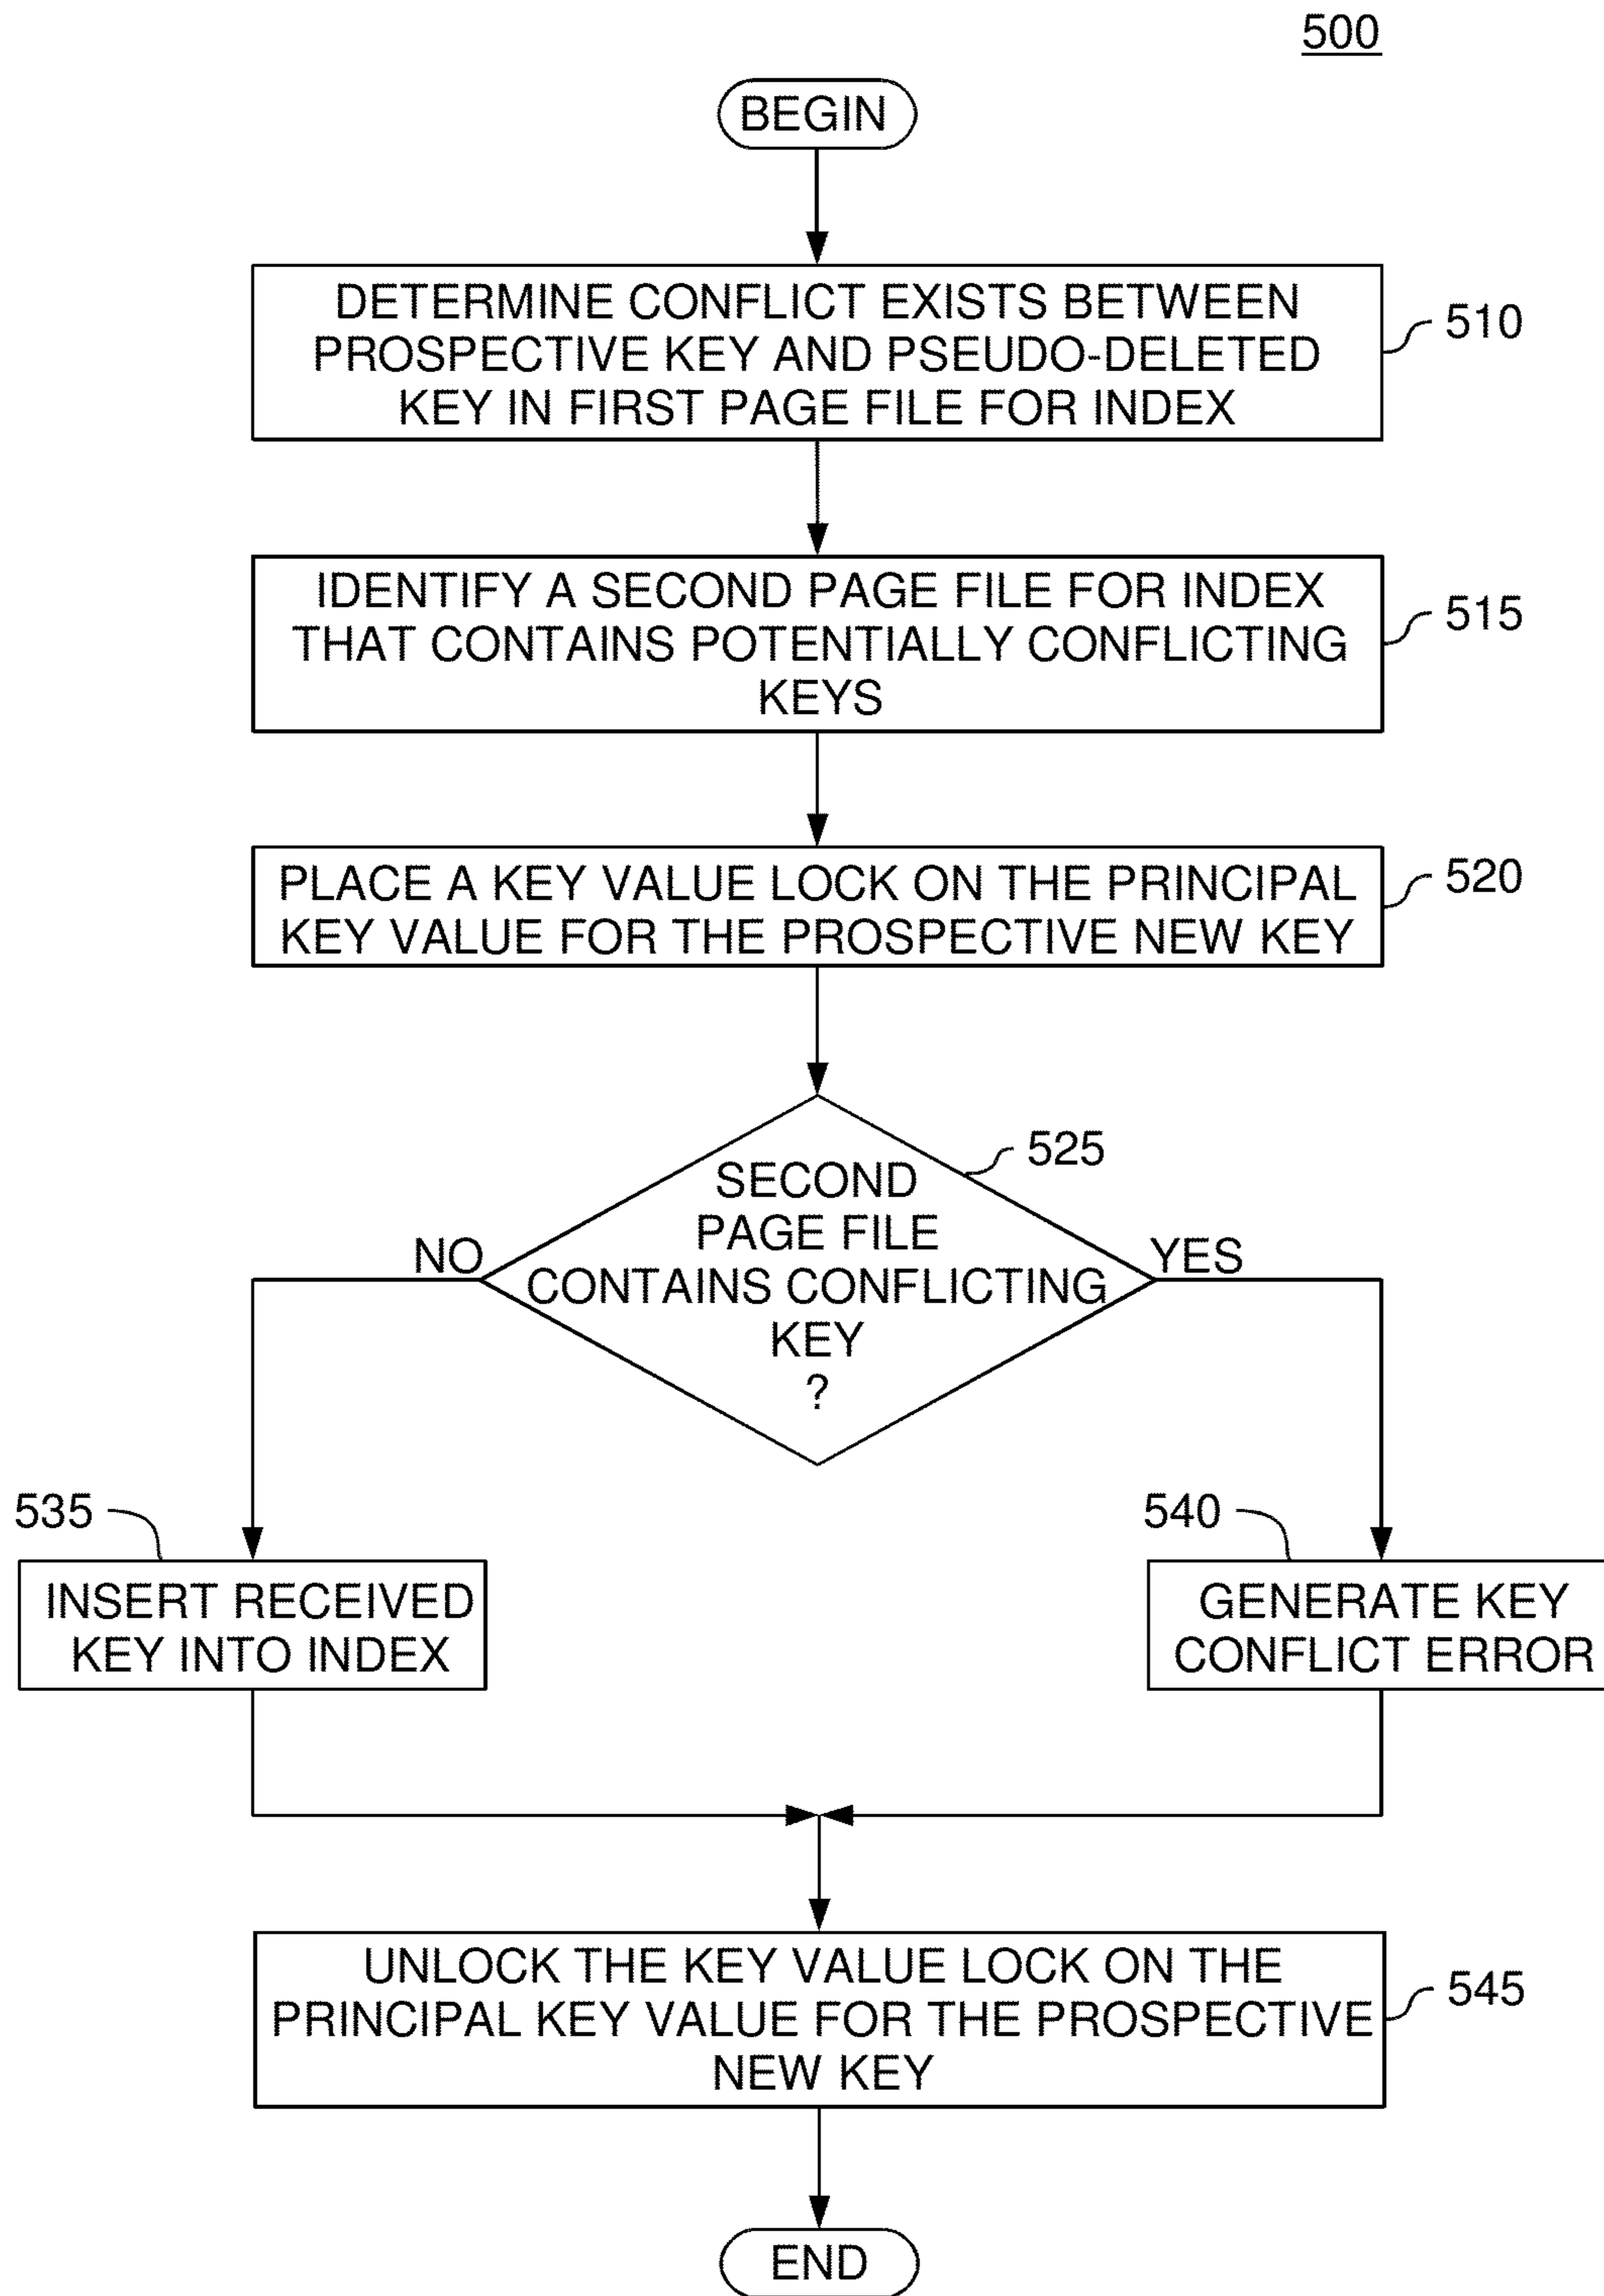 500
BEGIN
DETERMINE CONFLICT EXISTS BETWEEN
PROSPECTIVE KEY AND PSEUDO-DELETED
KEY IN FIRST PAGE FILE FOR INDEX
510
IDENTIFY A SECOND PAGE FILE FOR INDEX
THAT CONTAINS POTENTIALLY CONFLICTING
KEYS
515
PLACE A KEY VALUE LOCK ON THE PRINCIPAL
KEY VALUE FOR THE PROSPECTIVE NEW KEY
520
525
SECOND
PAGE FILE
CONTAINS CONFLICTING
KEY
?
NO
YES
535
INSERT RECEIVED
KEY INTO INDEX
540
GENERATE KEY
CONFLICT ERROR
UNLOCK THE KEY VALUE LOCK ON THE
PRINCIPAL KEY VALUE FOR THE PROSPECTIVE
NEW KEY
545
END